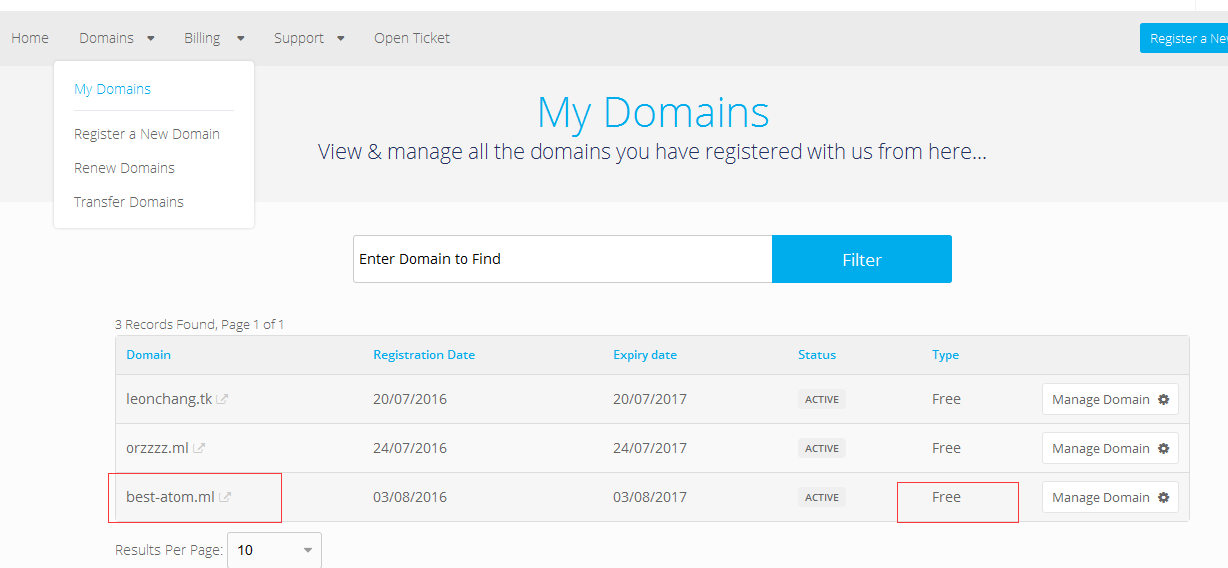 Home Domains Billing Support Open Ticket Register a Ne
My Domains
Register a New Domain
Renew Domains
Transfer Domains
My Domains
View & manage all the domains you have registered with us from here...
Enter Domain to Find Filter
3 Records Found, Page 1 of 1
Domain Registration Date Expiry date Status Type
leonchang.tk 20/07/2016 20/07/2017 ACTIVE Free Manage Domain
orzzzz.ml 24/07/2016 24/07/2017 ACTIVE Free Manage Domain
best-atom.ml 03/08/2016 03/08/2017 ACTIVE Free Manage Domain
Results Per Page: 10